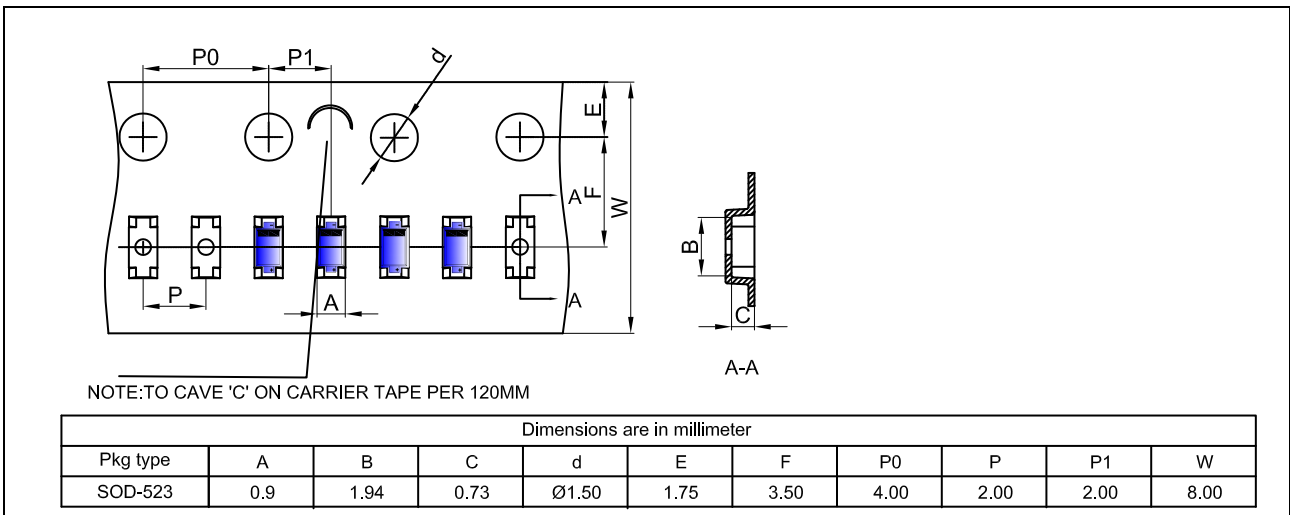 P0 P1 d
E
F
W
A
A
P
A
B
C
A-A
NOTE:TO CAVE 'C' ON CARRIER TAPE PER 120MM
Dimensions are in millimeter
Pkg type A B C d E F P0 P P1 W
SOD-523 0.9 1.94 0.73 Ø1.50 1.75 3.50 4.00 2.00 2.00 8.00